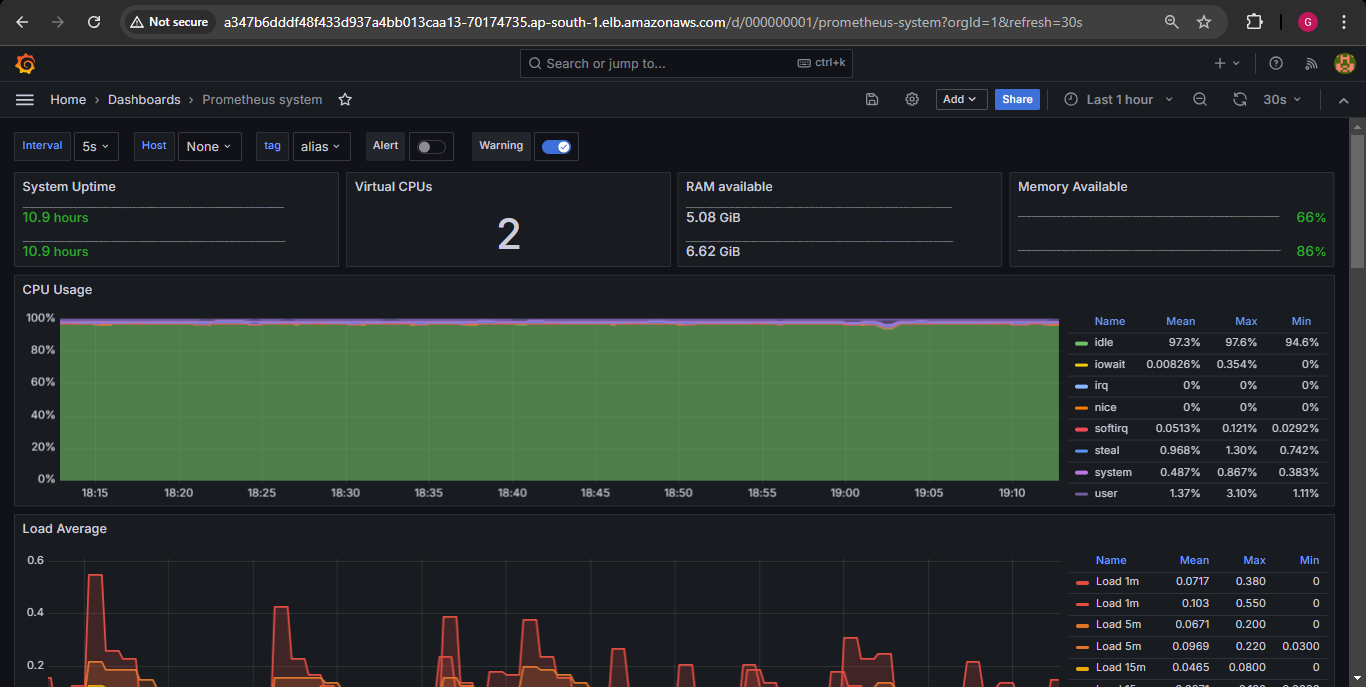 Not secure a347b6dddf48f433d937a4bb013caa13-70174735.ap-south-1.elb.amazonaws.com/d/000000001/prometheus-system?orgId=1&refresh=30s G
Search or jump to... ctrl+k
Home › Dashboards › Prometheus system Add Share Last 1 hour 30s
Interval 5s Host None tag alias Alert Warning
System Uptime Virtual CPUs RAM available Memory Available
10.9 hours 2 5.08 GiB 66%
10.9 hours 6.62 GiB 86%
CPU Usage
100%
80%
60%
40%
20%
0%
18:15 18:20 18:25 18:30 18:35 18:40 18:45 18:50 18:55 19:00 19:05 19:10
Name Mean Max Min
idle 97.3% 97.6% 94.6%
iowait 0.00826% 0.354% 0%
irq 0% 0% 0%
nice 0% 0% 0%
softirq 0.0513% 0.121% 0.0292%
steal 0.968% 1.30% 0.742%
system 0.487% 0.867% 0.383%
user 1.37% 3.10% 1.11%
Load Average
0.6
0.4
0.2
Name Mean Max Min
Load 1m 0.0717 0.380 0
Load 1m 0.103 0.550 0
Load 5m 0.0671 0.200 0
Load 5m 0.0969 0.220 0.0300
Load 15m 0.0465 0.0800 0